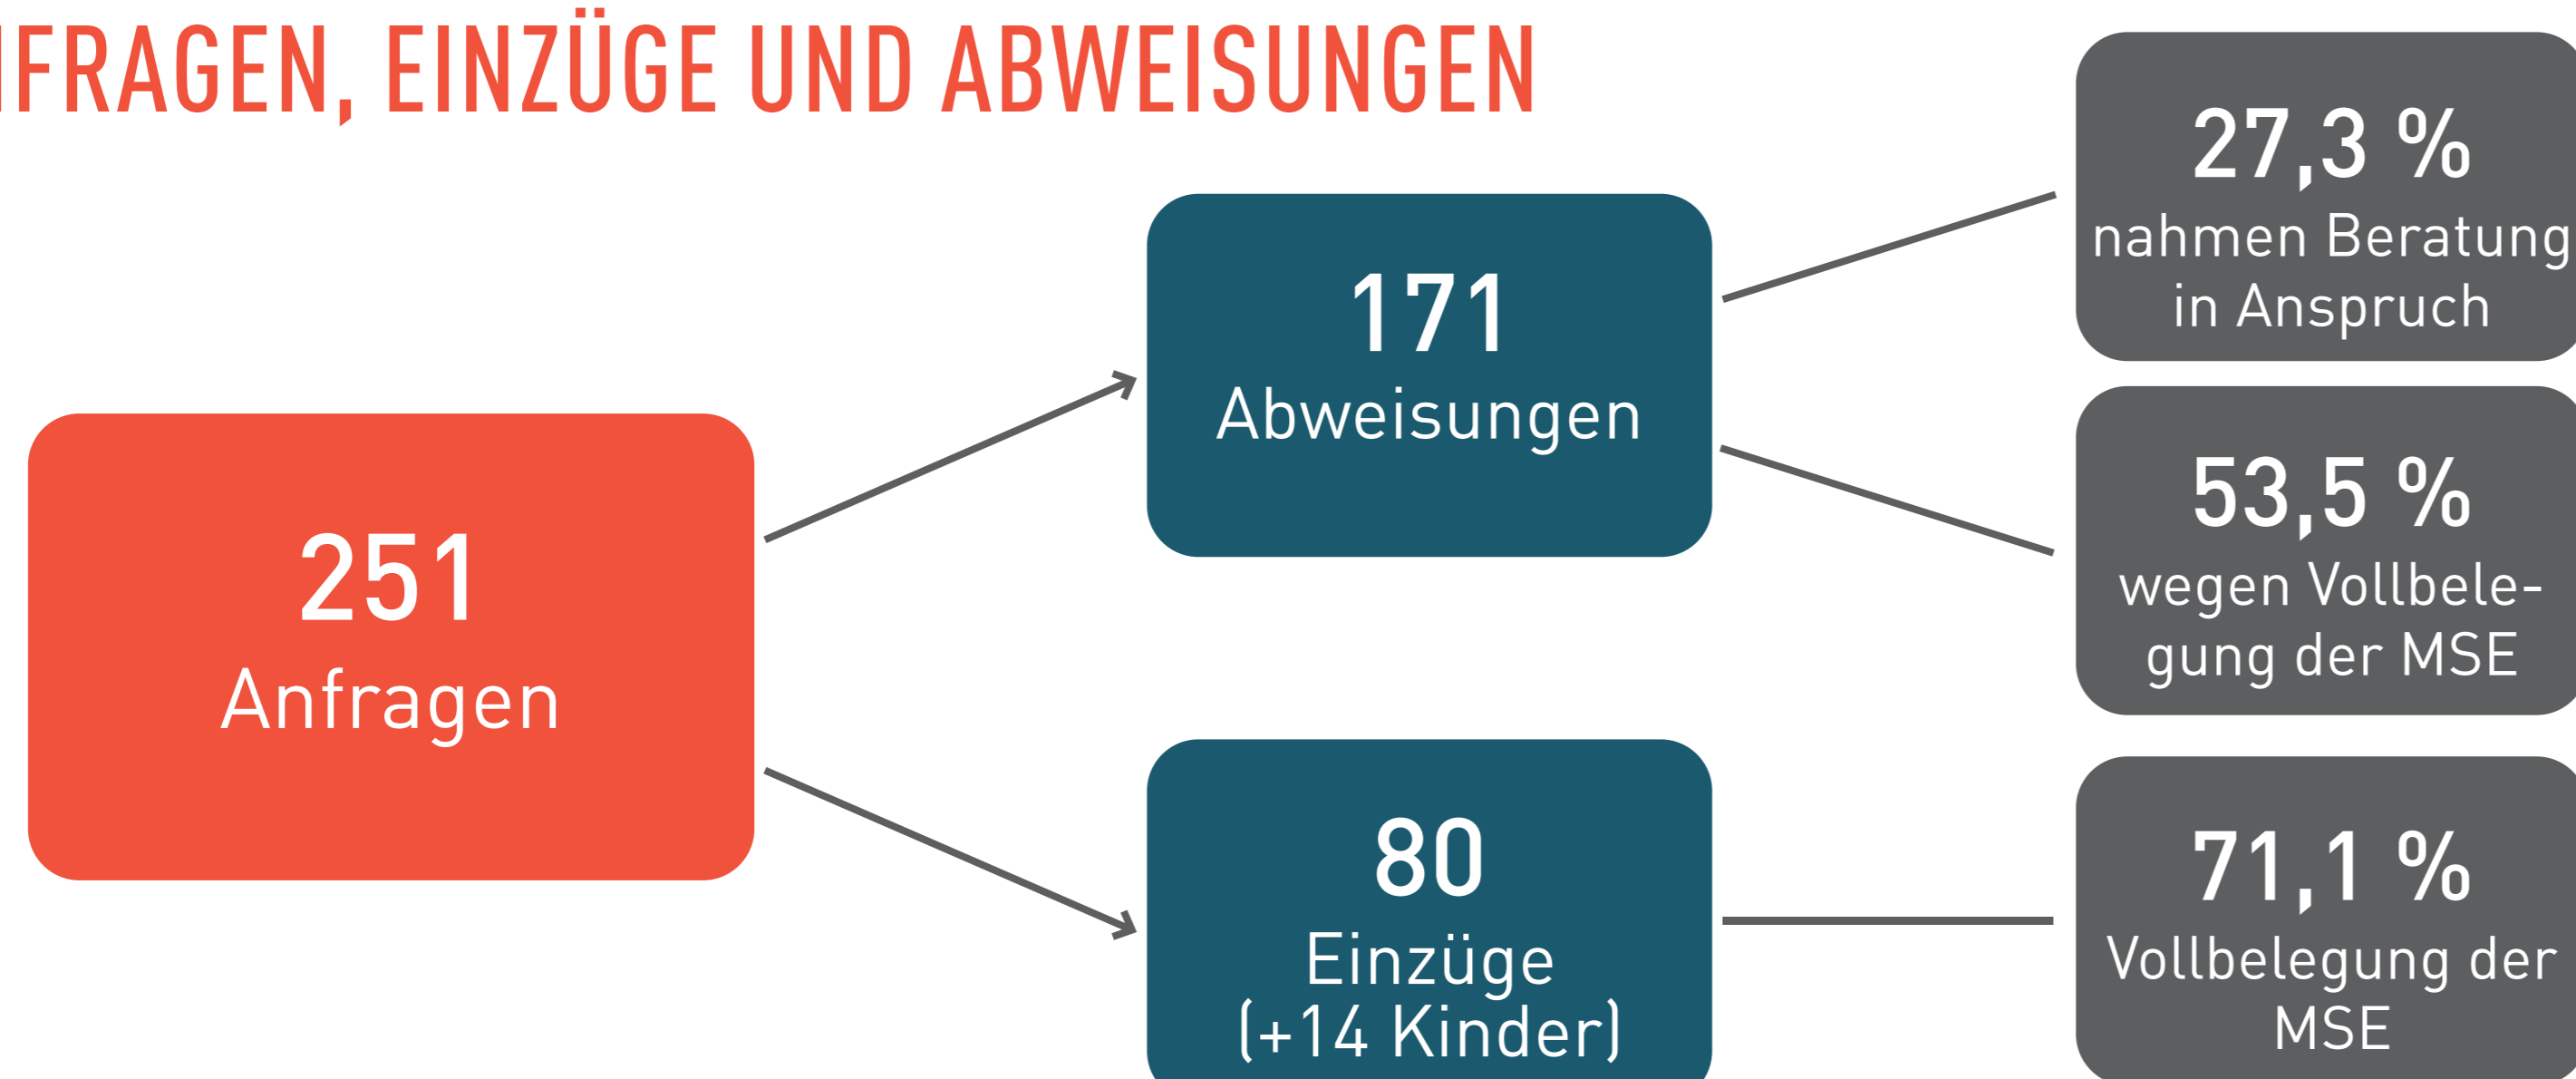 NFRAGEN, EINZÜGE UND ABWEISUNGEN
251
Anfragen
171
Abweisungen
80
Einzüge
(+14 Kinder)
27,3 %
nahmen Beratung
in Anspruch
53,5 %
wegen Vollbele-
gung der MSE
71,1 %
Vollbelegung der
MSE